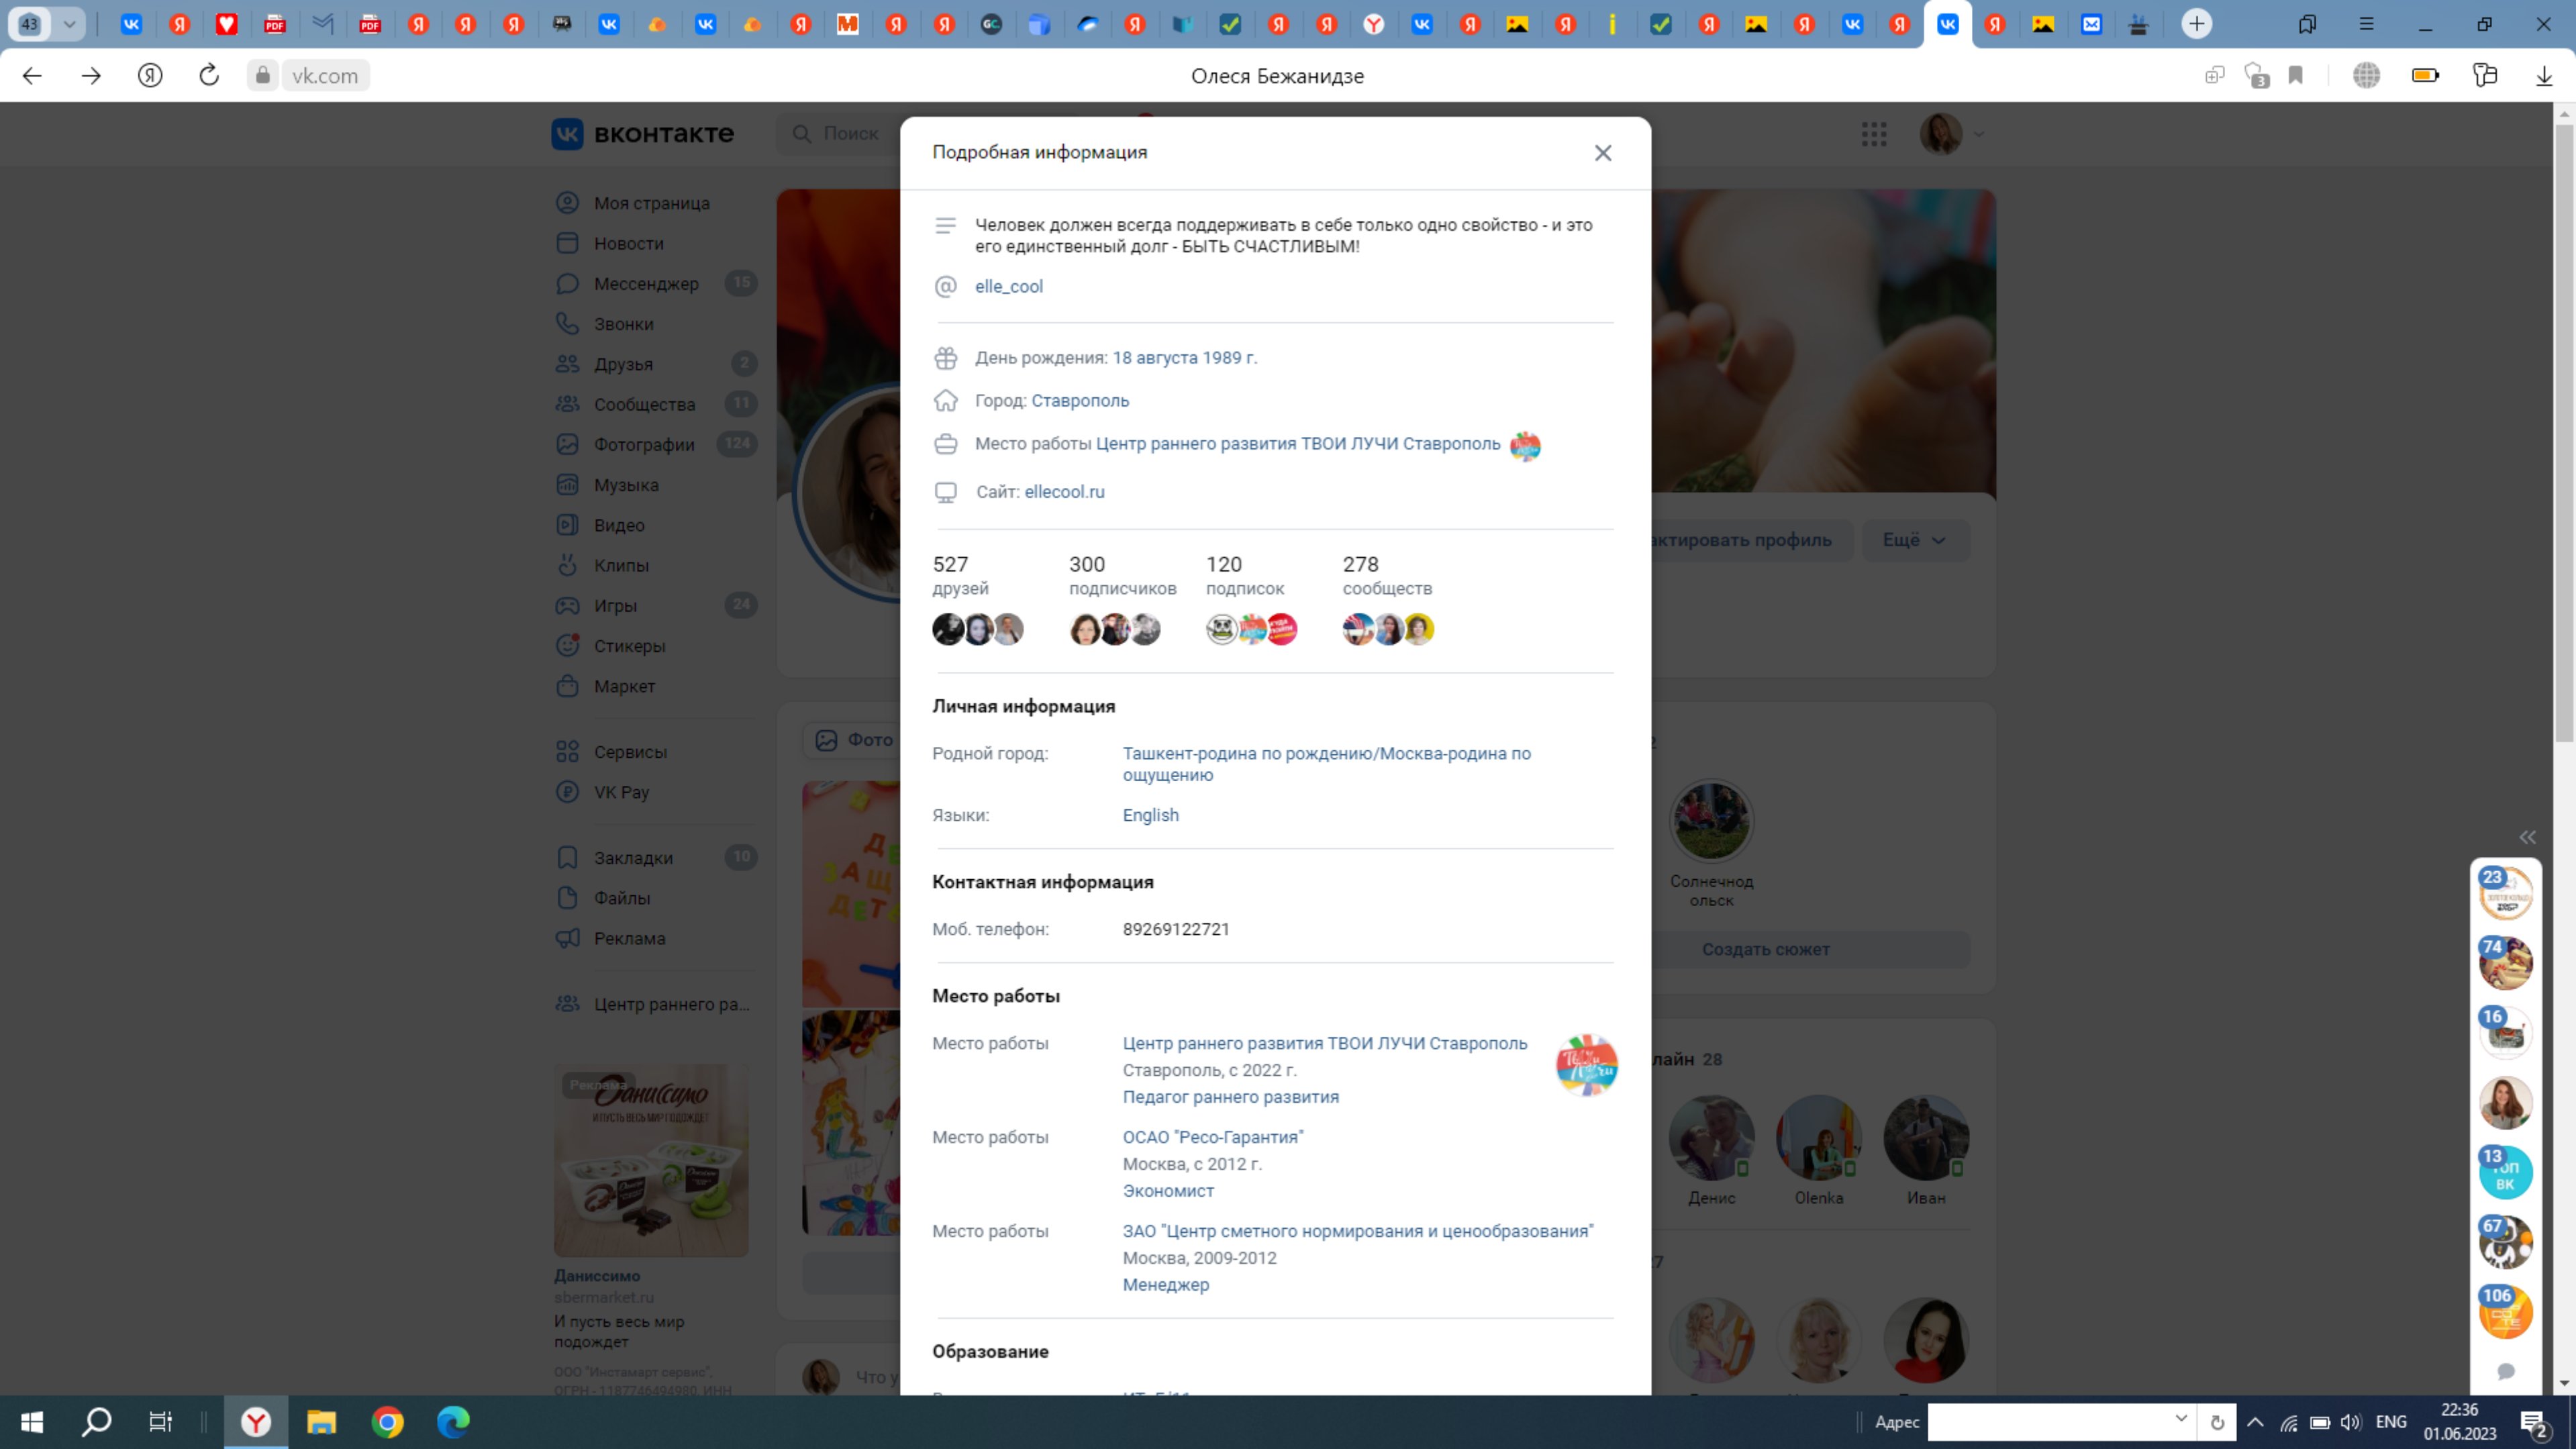 43
vk.com
Олеся Бежанидзе
3
вконтакте
Поиск
Моя страница
Новости
Мессенджер 15
Звонки
Друзья 2
Сообщества 11
Фотографии 124
Музыка
Видео
Клипы
Игры 24
Стикеры
Маркет
Сервисы
VK Pay
Закладки 10
Файлы
Реклама
Центр раннего ра...
Реклама
Даниссимо
И ПУСТЬ ВЕСЬ МИР ПОДОЖДЕТ
Даниссимо
sbermarket.ru
И пусть весь мир
подождет
ООО "Инстамарт сервис",
ОГРН - 1187746494980, ИНН
Фото
Что у
Подробная информация
Человек должен всегда поддерживать в себе только одно свойство - и это
его единственный долг - БЫТЬ СЧАСТЛИВЫМ!
elle_cool
День рождения: 18 августа 1989 г.
Город: Ставрополь
Место работы Центр раннего развития ТВОИ ЛУЧИ Ставрополь
Сайт: ellecool.ru
527 300 120 278
друзей подписчиков подписок сообществ
Личная информация
Родной город: Ташкент-родина по рождению/Москва-родина по
ощущению
Языки: English
Контактная информация
Моб. телефон: 89269122721
Место работы
Место работы Центр раннего развития ТВОИ ЛУЧИ Ставрополь
Ставрополь, с 2022 г.
Педагог раннего развития
Место работы ОСАО "Ресо-Гарантия"
Москва, с 2012 г.
Экономист
Место работы ЗАО "Центр сметного нормирования и ценообразования"
Москва, 2009-2012
Менеджер
Образование
актировать профиль
Ещё
Солнечнод
ольск
Создать сюжет
лайн 28
Денис Olenka Иван
23
74
16
13
ТОП
ВК
67
106
Адрес
ENG
22:36
01.06.2023
2